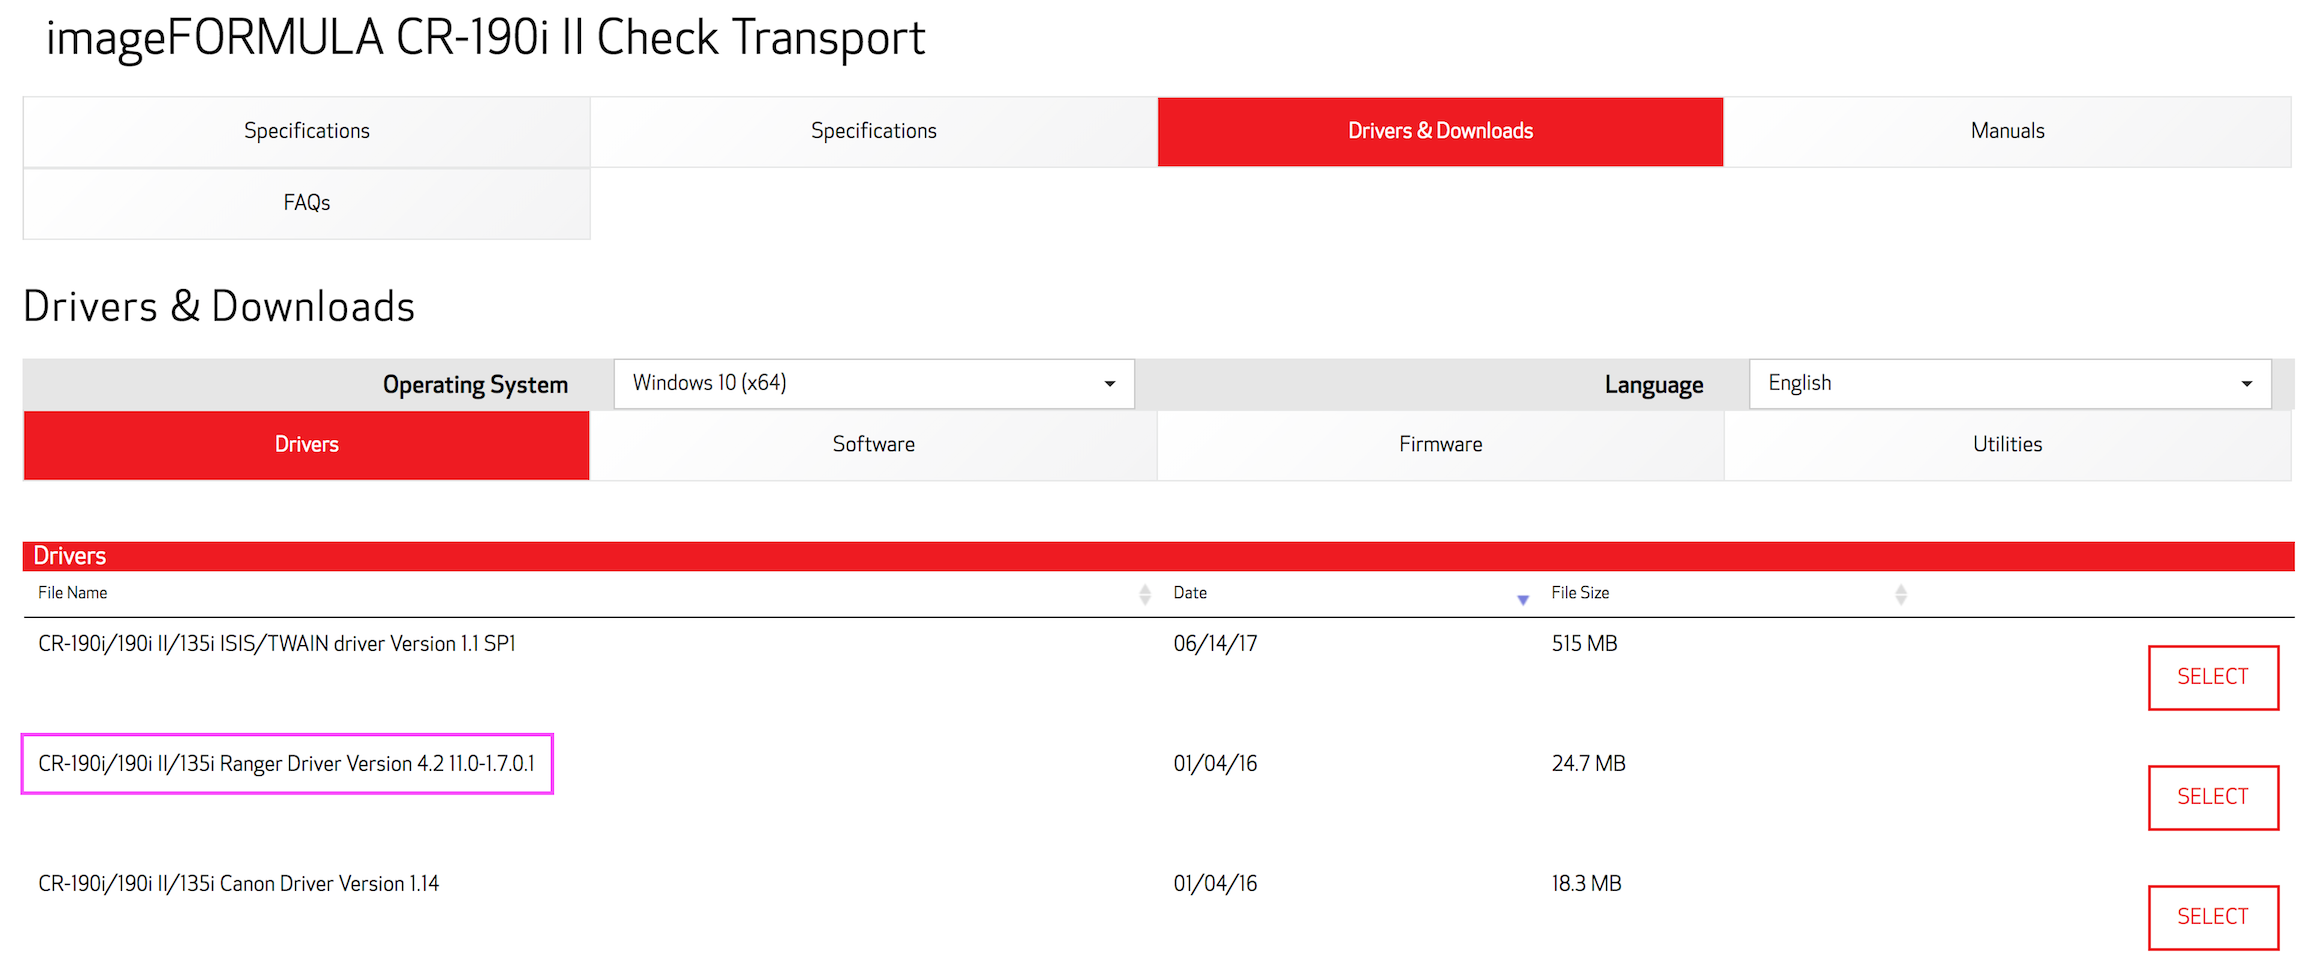 imageFORMULA CR-190i II Check Transport
Specifications
Specifications
Drivers & Downloads
Manuals
FAQs
Drivers & Downloads
Operating System
Windows 10 (x64)
Language
English
Drivers
Software
Firmware
Utilities
Drivers
File Name
Date
File Size
CR-190i/190i II/135i ISIS/TWAIN driver Version 1.1 SP1
06/14/17
515 MB
SELECT
CR-190i/190i II/135i Ranger Driver Version 4.2 11.0-1.7.0.1
01/04/16
24.7 MB
SELECT
CR-190i/190i II/135i Canon Driver Version 1.14
01/04/16
18.3 MB
SELECT